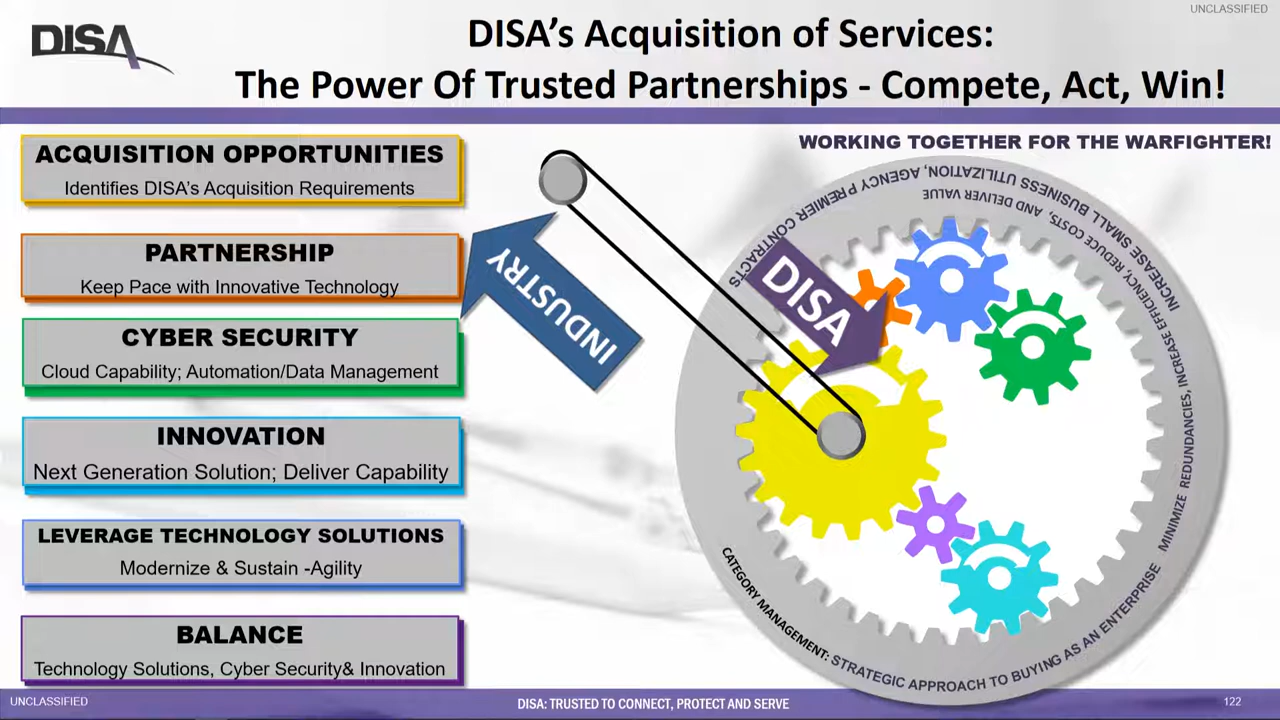 UNCLASSIFIED
DISA
DISA’s Acquisition of Services:
The Power Of Trusted Partnerships - Compete, Act, Win!
ACQUISITION OPPORTUNITIES
Identifies DISA’s Acquisition Requirements
PARTNERSHIP
Keep Pace with Innovative Technology
CYBER SECURITY
Cloud Capability; Automation/Data Management
INNOVATION
Next Generation Solution; Deliver Capability
LEVERAGE TECHNOLOGY SOLUTIONS
Modernize & Sustain -Agility
BALANCE
Technology Solutions, Cyber Security& Innovation
INDUSTRY
DISA
WORKING TOGETHER FOR THE WARFIGHTER!
CATEGORY MANAGEMENT: STRATEGIC APPROACH TO BUYING AS AN ENTERPRISE
MINIMIZE REDUNDANCIES, INCREASE EFFICIENCY, REDUCE COSTS, AND DELIVER VALUE
INCREASE SMALL BUSINESS UTILIZATION, AGENCY PREMIER CONTRACTS
UNCLASSIFIED
DISA: TRUSTED TO CONNECT, PROTECT AND SERVE
122